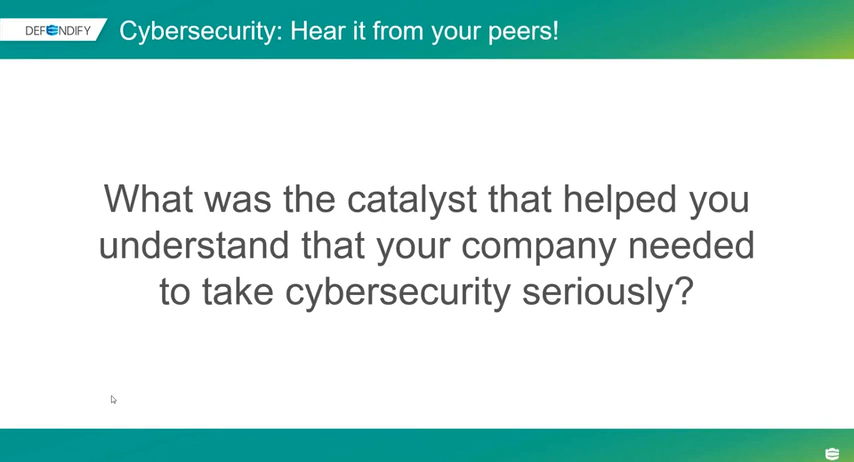 DEFENDIFY
Cybersecurity: Hear it from your peers!
What was the catalyst that helped you
understand that your company needed
to take cybersecurity seriously?